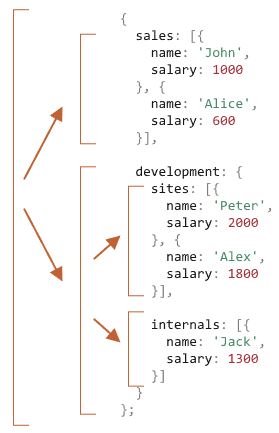 {
  sales: [{
    name: 'John',
    salary: 1000
  }, {
    name: 'Alice',
    salary: 600
  }],

  development: {
    sites: [{
      name: 'Peter',
      salary: 2000
    }, {
      name: 'Alex',
      salary: 1800
    }],

    internals: [{
      name: 'Jack',
      salary: 1300
    }]
  }
};